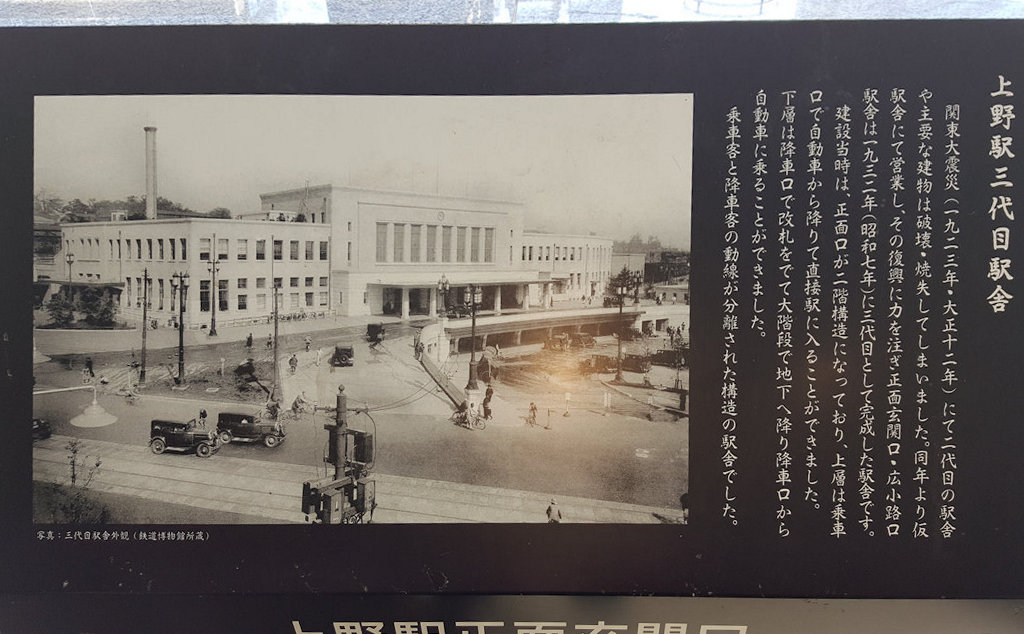 上野駅三代目駅舎
関東大震災(一九二三年・大正十二年)にて二代目の駅舎
や主要な建物は破壊・焼失してしまいました。同年より仮
駅舎にて営業し、その復興に力を注ぎ正面玄関口・広小路口
駅舎は一九三二年(昭和七年)に三代目として完成した駅舎です。
建設当時は、正面口が二階構造になっており、上層は乗車
口で自動車から降りて直接駅に入ることができました。
下層は降車口で改札をでて大階段で地下へ降り降車口から
自動車に乗ることができました。
乗車客と降車客の動線が分離された構造の駅舎でした。
写真:三代目駅舎外観(鉄道博物館所蔵)
上野駅正面玄関口